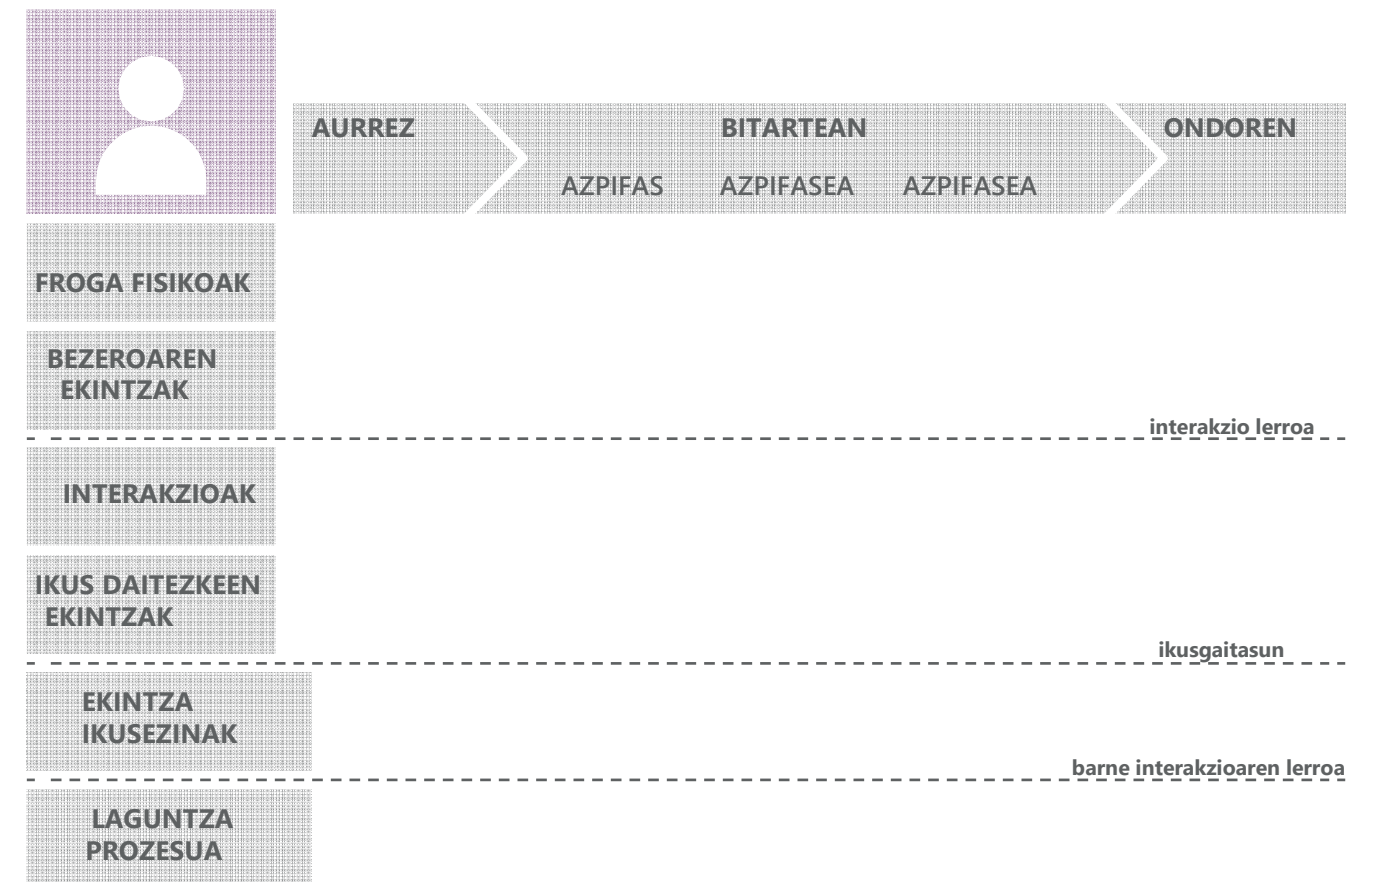 AURREZ
BITARTEAN
ONDOREN
AZPIFAS
AZPIFASEA
AZPIFASEA
FROGA FISIKOAK
BEZEROAREN
EKINTZAK
interakzio lerroa
INTERAKZIOAK
IKUS DAITEZKEEN
EKINTZAK
ikusgaitasun
EKINTZA
IKUSEZINAK
barne interakzioaren lerroa
LAGUNTZA
PROZESUA